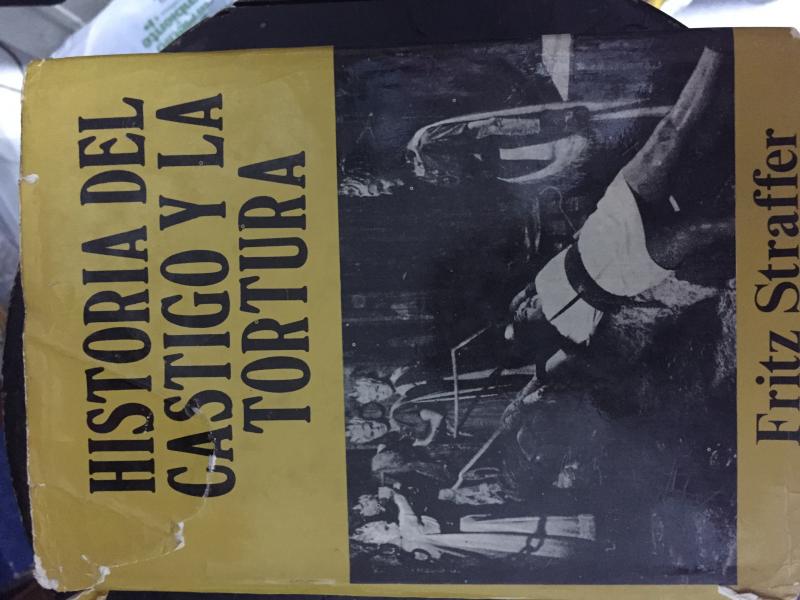 HISTORIA DEL
CASTIGO Y LA
TORTURA
Fritz Straffer